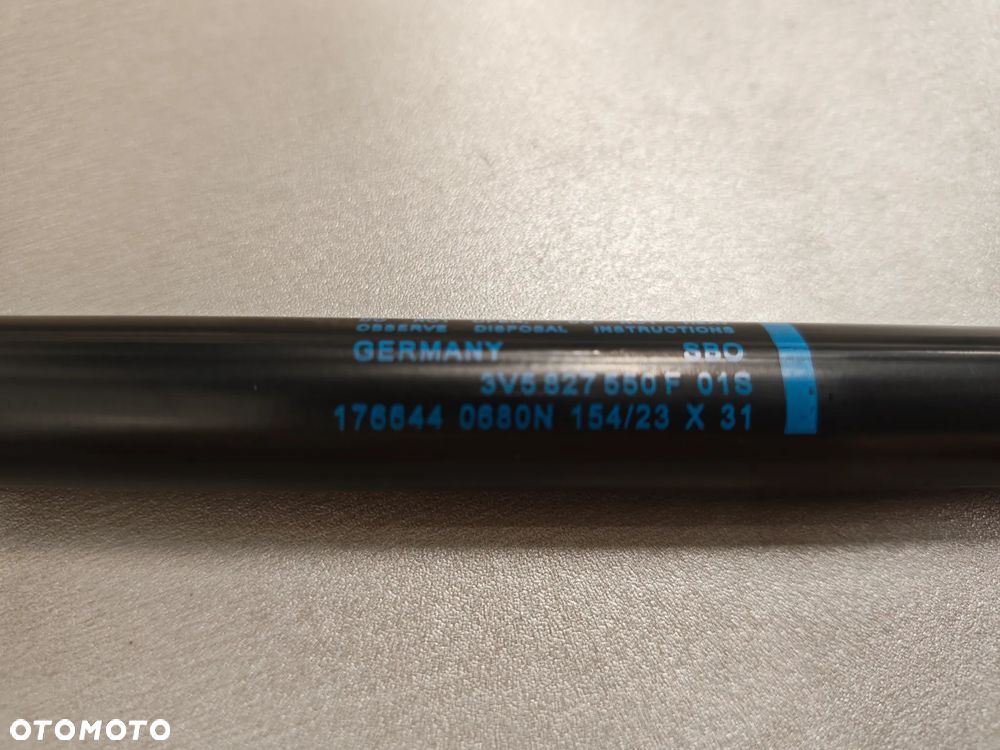 OBSERVE DISPOSAL INSTRUCTIONS
GERMANY SBD
3V5 827 550 F 01S
176644 0680N 154/23 X 31
OTOMOTO